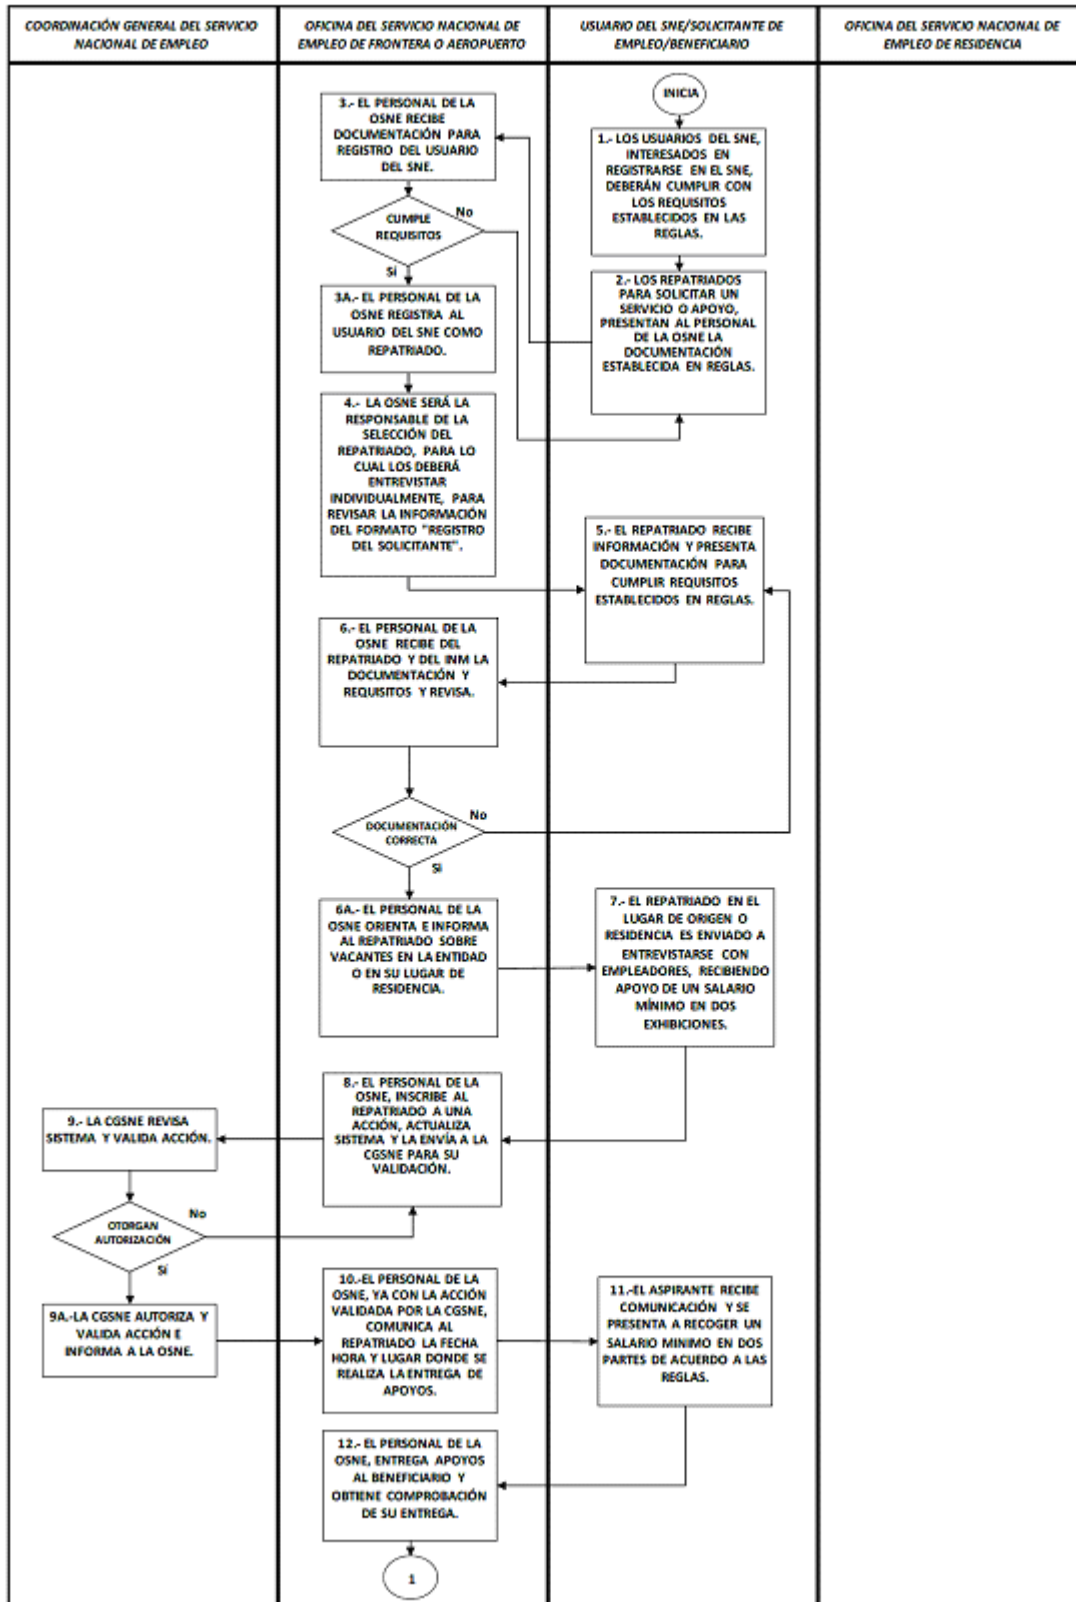 COORDINACIÓN GENERAL DEL SERVICIO
NACIONAL DE EMPLEO
OFICINA DEL SERVICIO NACIONAL DE
EMPLEO DE FRONTERA O AEROPUERTO
USUARIO DEL SNE/SOLICITANTE DE
EMPLEO/BENEFICIARIO
OFICINA DEL SERVICIO NACIONAL DE
EMPLEO DE RESIDENCIA
INICIA
1.- LOS USUARIOS DEL SNE,
INTERESADOS EN
REGISTRARSE EN EL SNE,
DEBERÁN CUMPLIR CON
LOS REQUISITOS
ESTABLECIDOS EN LAS
REGLAS.
2.- LOS REPATRIADOS
PARA SOLICITAR UN
SERVICIO O APOYO,
PRESENTAN AL PERSONAL
DE LA OSNE LA
DOCUMENTACIÓN
ESTABLECIDA EN REGLAS.
3.- EL PERSONAL DE LA
OSNE RECIBE
DOCUMENTACIÓN PARA
REGISTRO DEL USUARIO
DEL SNE.
CUMPLE
REQUISITOS
No
Sí
3A.- EL PERSONAL DE LA
OSNE REGISTRA AL
USUARIO DEL SNE COMO
REPATRIADO.
4.- LA OSNE SERÁ LA
RESPONSABLE DE LA
SELECCIÓN DEL
REPATRIADO, PARA LO
CUAL LOS DEBERÁ
ENTREVISTAR
INDIVIDUALMENTE, PARA
REVISAR LA INFORMACIÓN
DEL FORMATO "REGISTRO
DEL SOLICITANTE".
5.- EL REPATRIADO RECIBE
INFORMACIÓN Y PRESENTA
DOCUMENTACIÓN PARA
CUMPLIR REQUISITOS
ESTABLECIDOS EN REGLAS.
6.- EL PERSONAL DE LA
OSNE RECIBE DEL
REPATRIADO Y DEL INM LA
DOCUMENTACIÓN Y
REQUISITOS Y REVISA.
DOCUMENTACIÓN
CORRECTA
No
Sí
6A.- EL PERSONAL DE LA
OSNE ORIENTA E INFORMA
AL REPATRIADO SOBRE
VACANTES EN LA ENTIDAD
O EN SU LUGAR DE
RESIDENCIA.
7.- EL REPATRIADO EN EL
LUGAR DE ORIGEN O
RESIDENCIA ES ENVIADO A
ENTREVISTARSE CON
EMPLEADORES, RECIBIENDO
APOYO DE UN SALARIO
MÍNIMO EN DOS
EXHIBICIONES.
8.- EL PERSONAL DE LA
OSNE, INSCRIBE AL
REPATRIADO A UNA
ACCIÓN, ACTUALIZA
SISTEMA Y LA ENVÍA A LA
CGSNE PARA SU
VALIDACIÓN.
9.- LA CGSNE REVISA
SISTEMA Y VALIDA ACCIÓN.
OTORGAN
AUTORIZACIÓN
No
Sí
9A.-LA CGSNE AUTORIZA Y
VALIDA ACCIÓN E
INFORMA A LA OSNE.
10.-EL PERSONAL DE LA
OSNE, YA CON LA ACCIÓN
VALIDADA POR LA CGSNE,
COMUNICA AL
REPATRIADO LA FECHA
HORA Y LUGAR DONDE SE
REALIZA LA ENTREGA DE
APOYOS.
11.-EL ASPIRANTE RECIBE
COMUNICACIÓN Y SE
PRESENTA A RECOGER UN
SALARIO MINIMO EN DOS
PARTES DE ACUERDO A LAS
REGLAS.
12.- EL PERSONAL DE LA
OSNE, ENTREGA APOYOS
AL BENEFICIARIO Y
OBTIENE COMPROBACIÓN
DE SU ENTREGA.
1